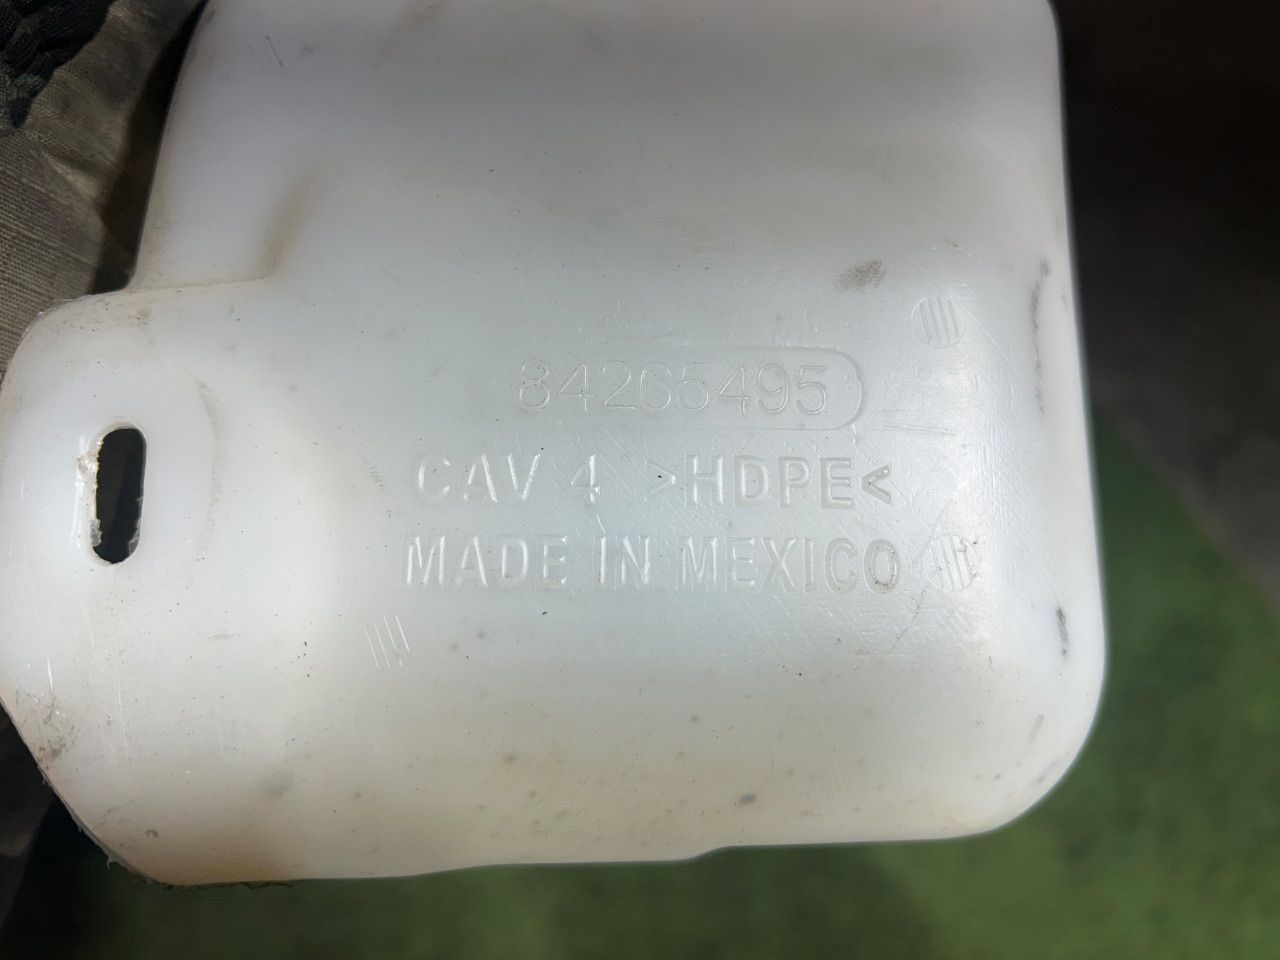 84265495
CAV 4 >HDPE<
MADE IN MEXICO